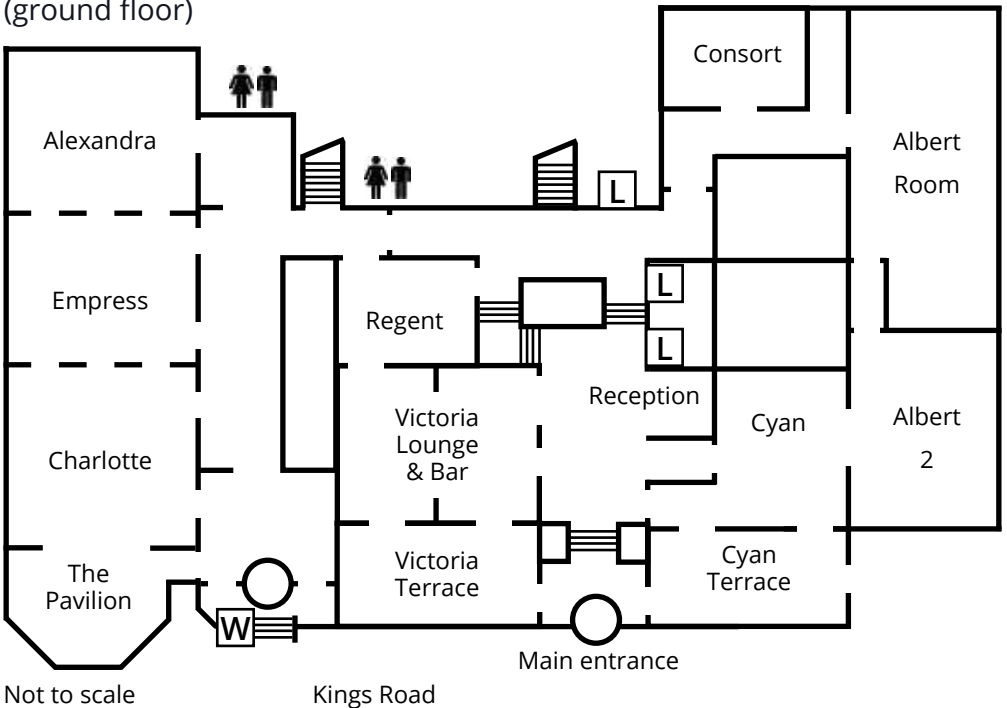 (ground floor)
Consort
Alexandra
Albert
Room
L
Empress
L
Regent
L
Reception
Victoria
Lounge
& Bar
Cyan
Albert
2
Charlotte
The
Pavilion
Victoria
Terrace
Cyan
Terrace
W
Main entrance
Not to scale
Kings Road